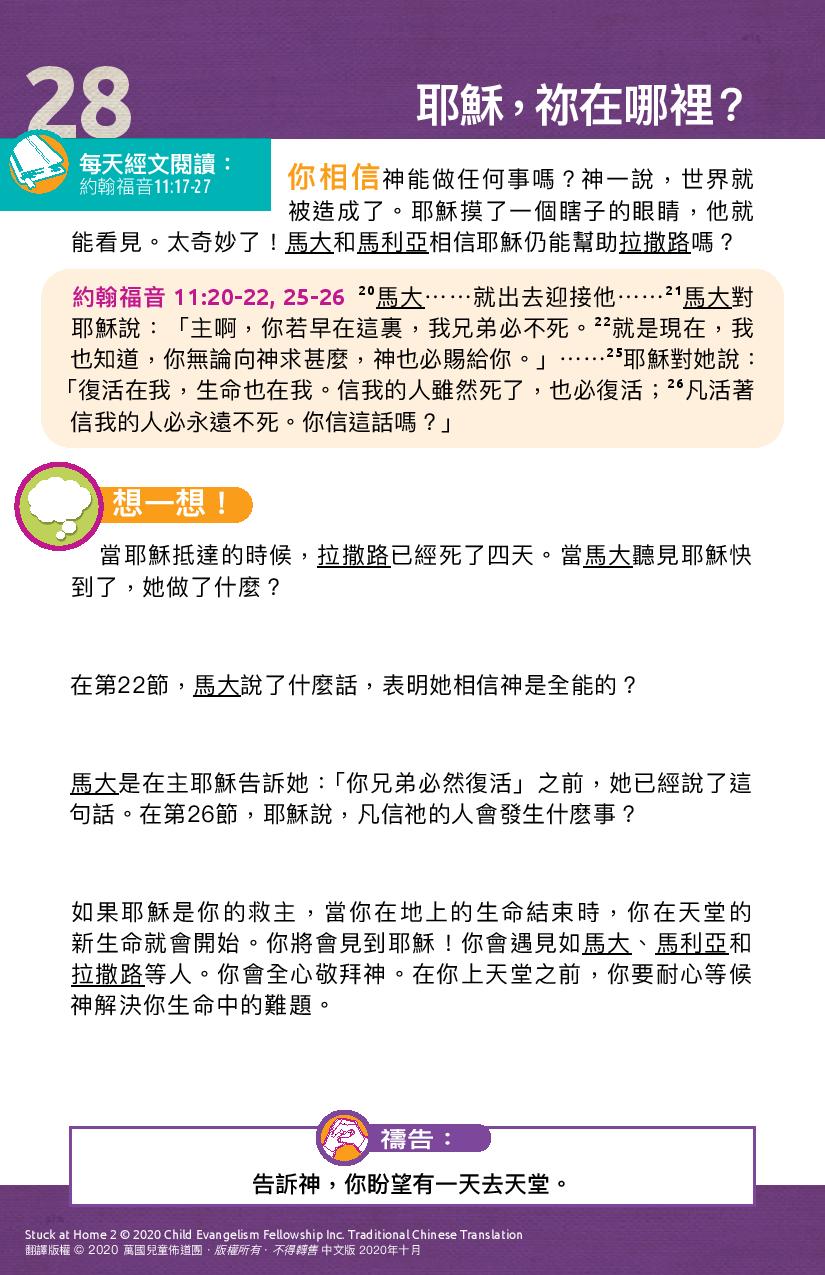 28
耶穌，祢在哪裡？
每天經文閱讀：
約翰福音11:17-27
你相信神能做任何事嗎？神一說，世界就
被造成了。耶穌摸了一個瞎子的眼睛，他就
能看見。太奇妙了！馬大和馬利亞相信耶穌仍能幫助拉撒路嗎？
約翰福音 11:20-22, 25-26 20馬大……就出去迎接他……21馬大對
耶穌說：「主啊，你若早在這裏，我兄弟必不死。22就是現在，我
也知道，你無論向神求甚麼，神也必賜給你。」……25耶穌對她說：
「復活在我，生命也在我。信我的人雖然死了，也必復活；26凡活著
信我的人必永遠不死。你信這話嗎？」
想一想！
當耶穌抵達的時候，拉撒路已經死了四天。當馬大聽見耶穌快
到了，她做了什麼？
在第22節，馬大說了什麼話，表明她相信神是全能的？
馬大是在主耶穌告訴她：「你兄弟必然復活」之前，她已經說了這
句話。在第26節，耶穌說，凡信祂的人會發生什麼事？
如果耶穌是你的救主，當你在地上的生命結束時，你在天堂的
新生命就會開始。你將會見到耶穌！你會遇見如馬大、馬利亞和
拉撒路等人。你會全心敬拜神。在你上天堂之前，你要耐心等候
神解決你生命中的難題。
禱告：
告訴神，你盼望有一天去天堂。
Stuck at Home 2 © 2020 Child Evangelism Fellowship Inc. Traditional Chinese Translation
翻譯版權 © 2020 萬國兒童佈道團．版權所有．不得轉售 中文版 2020年十月